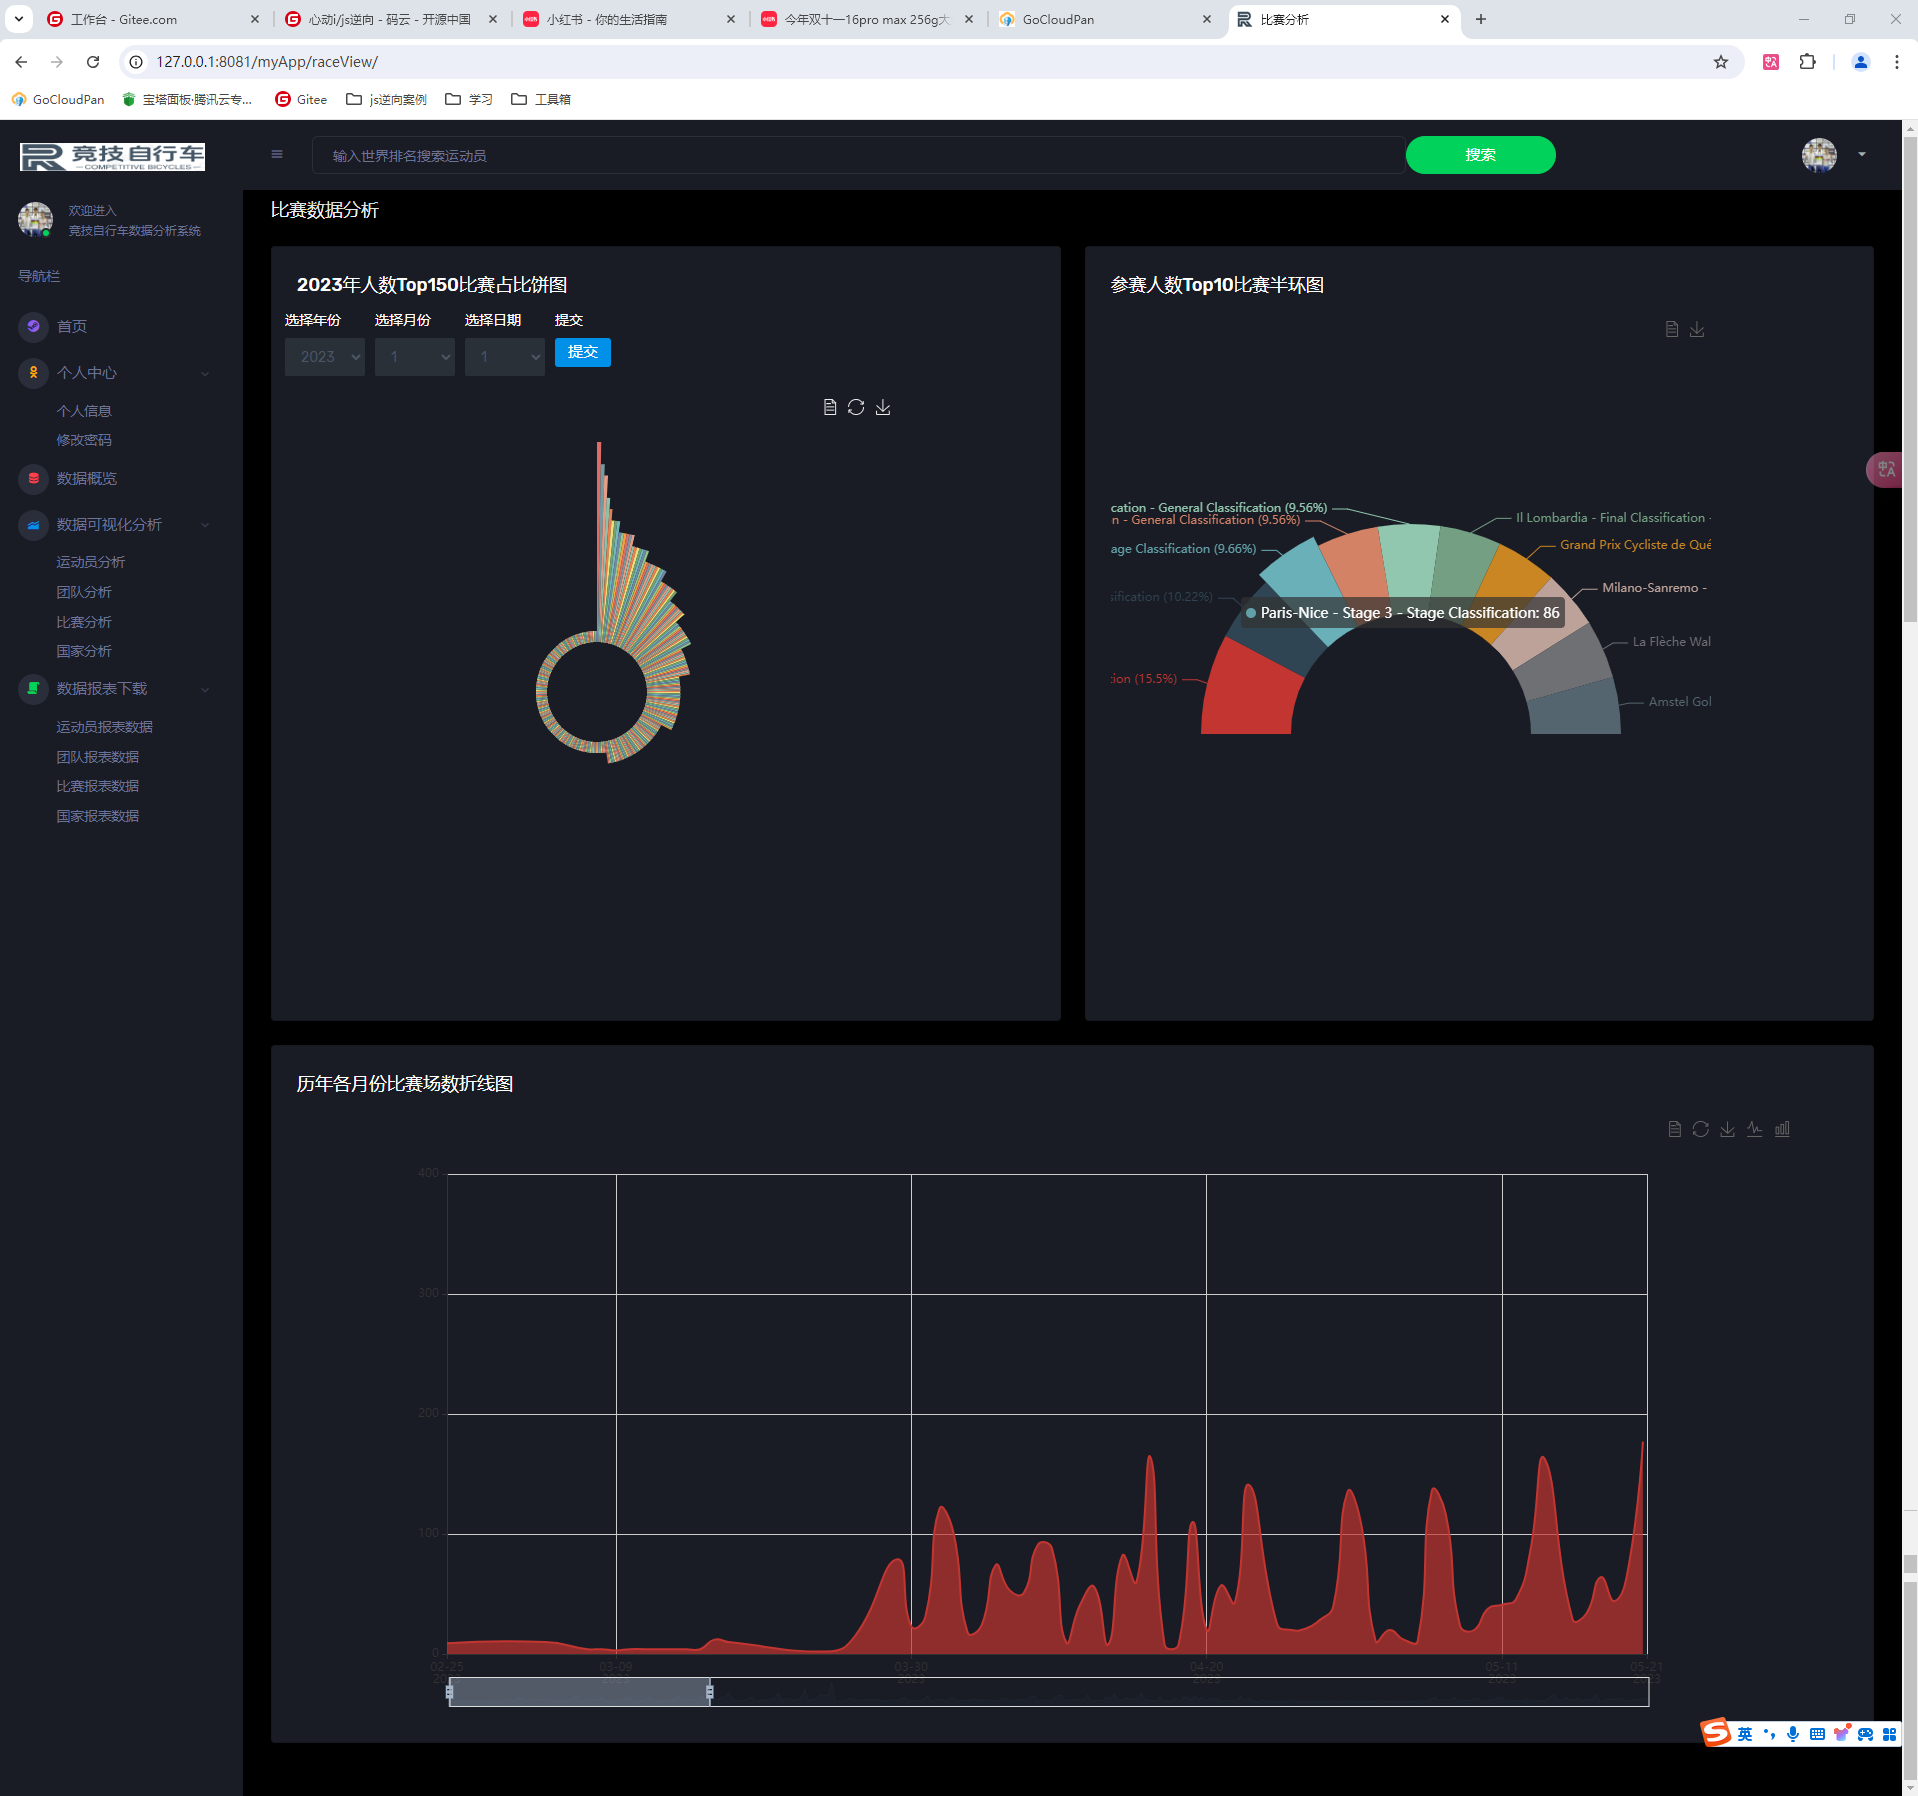 工作台 - Gitee.com
心动i/js逆向 - 码云 - 开源中国
小红书 - 你的生活指南
今年双十一16pro max 256g大
GoCloudPan
比赛分析
127.0.0.1:8081/myApp/raceView/
GoCloudPan
宝塔面板·腾讯云专...
Gitee
js逆向案例
学习
工具箱
竞技自行车
COMPETITIVE BICYCLES
输入世界排名搜索运动员
搜索
欢迎进入
竞技自行车数据分析系统
导航栏
首页
个人中心
个人信息
修改密码
数据概览
数据可视化分析
运动员分析
团队分析
比赛分析
国家分析
数据报表下载
运动员报表数据
团队报表数据
比赛报表数据
国家报表数据
比赛数据分析
2023年人数Top150比赛占比饼图
选择年份 选择月份 选择日期 提交
2023 1 1 提交
参赛人数Top10比赛半环图
cation - General Classification (9.56%)
n - General Classification (9.56%)
age Classification (9.66%)
sification (10.22%)
tion (15.5%)
Il Lombardia - Final Classification -
Grand Prix Cycliste de Qué
Milano-Sanremo -
La Flèche Wal
Amstel Gol
Paris-Nice - Stage 3 - Stage Classification: 86
历年各月份比赛场数折线图
400
300
200
100
0
02-25
03-09
2023
03-30
2023
04-20
2023
05-11
2023
05-21
2023
英